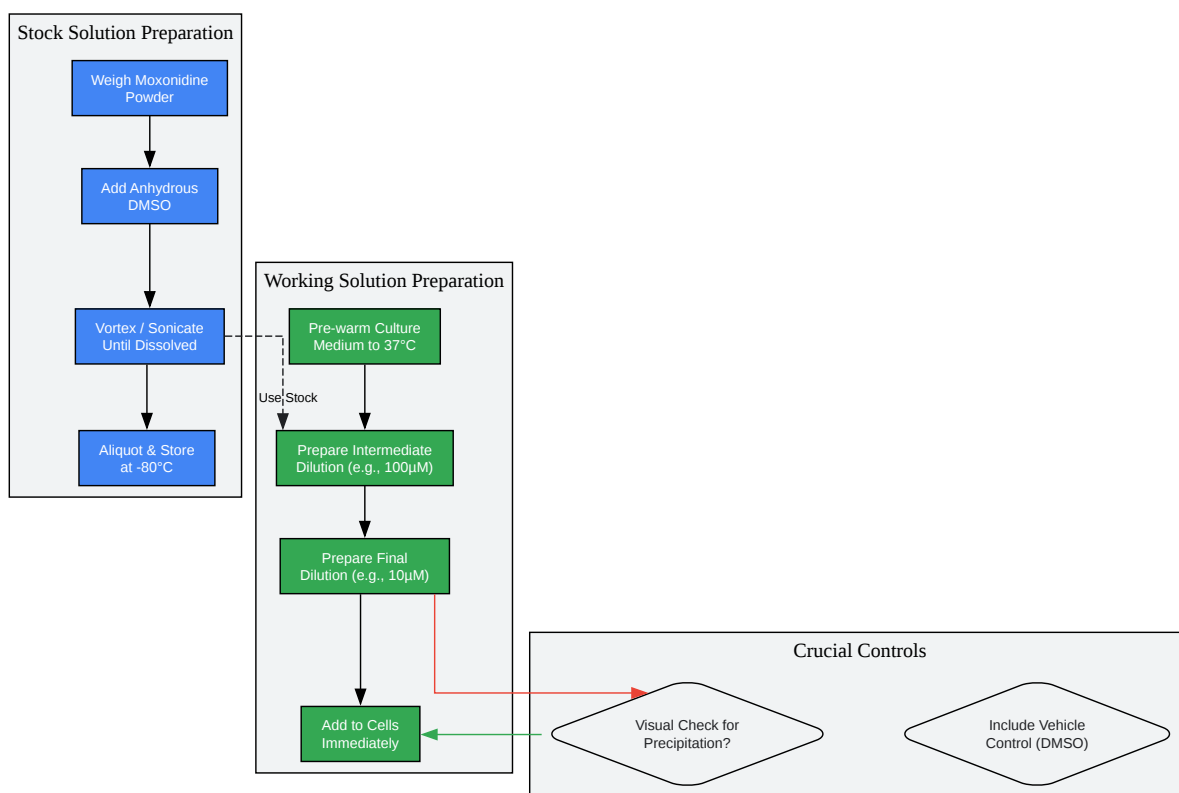 Stock Solution Preparation
Weigh Moxonidine
Powder
Add Anhydrous
DMSO
Vortex / Sonicate
Until Dissolved
Aliquot & Store
at -80°C
Working Solution Preparation
Pre-warm Culture
Medium to 37°C
Use Stock
Prepare Intermediate
Dilution (e.g., 100µM)
Prepare Final
Dilution (e.g., 10µM)
Add to Cells
Immediately
Crucial Controls
Visual Check for
Precipitation?
Include Vehicle
Control (DMSO)